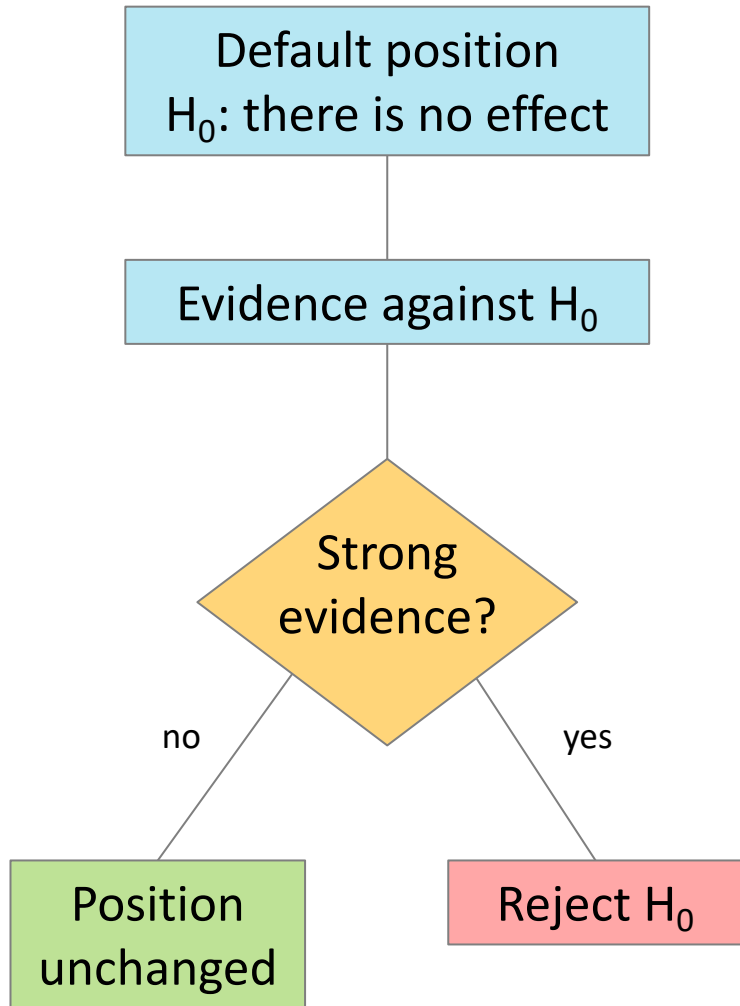 Default position
H₀: there is no effect
Evidence against H₀
Strong
evidence?
no
yes
Position
unchanged
Reject H₀